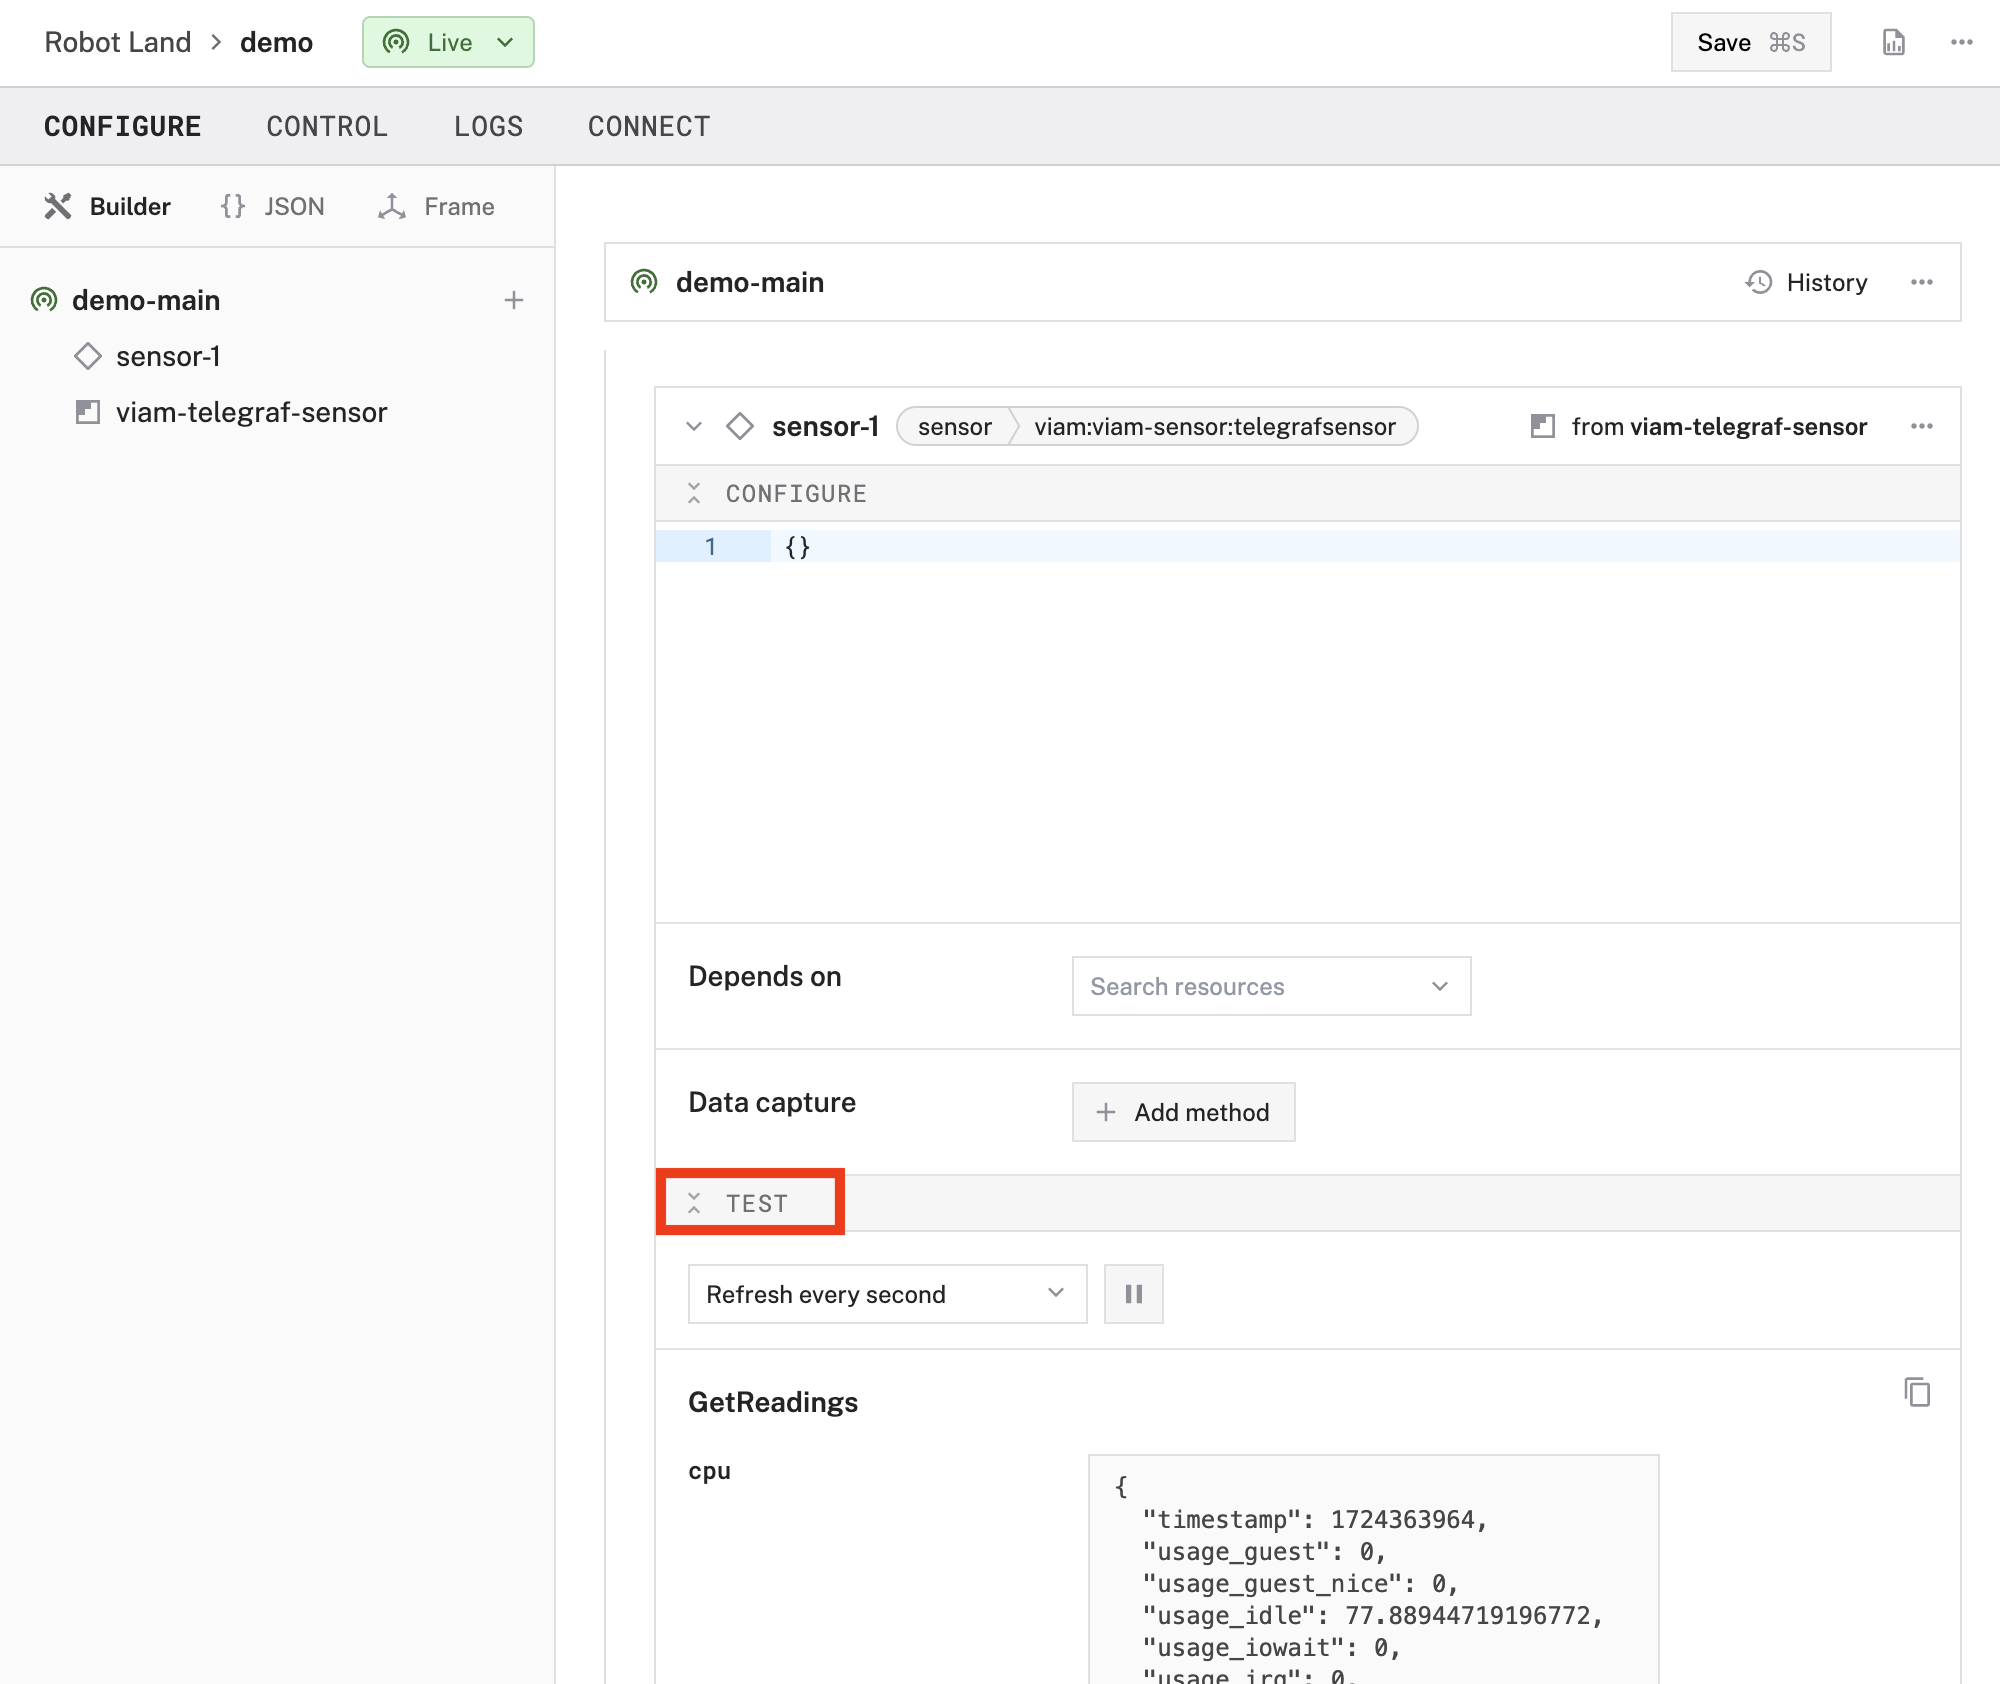 Robot Land > demo Live Save ⌘S
CONFIGURE CONTROL LOGS CONNECT
Builder {} JSON Frame
demo-main
sensor-1
viam-telegraf-sensor
demo-main History
sensor-1 sensor viam:viam-sensor:telegrafsensor from viam-telegraf-sensor
CONFIGURE
1 {}
Depends on Search resources
Data capture + Add method
TEST
Refresh every second
GetReadings
cpu
{
"timestamp": 1724363964,
"usage_guest": 0,
"usage_guest_nice": 0,
"usage_idle": 77.88944719196772,
"usage_iowait": 0,
"usage_irq": 0,